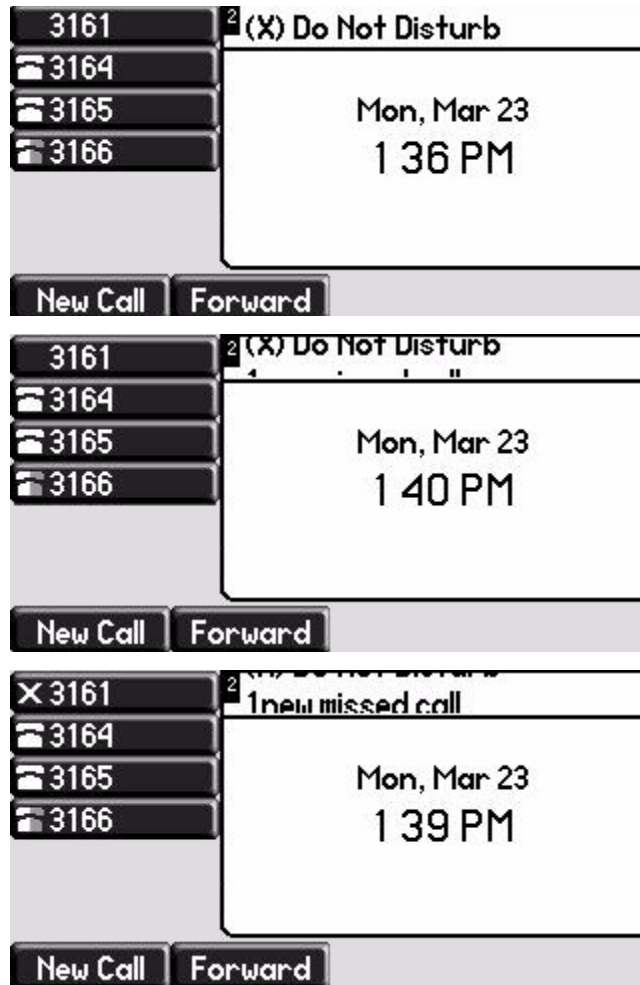 3161
2 (X) Do Not Disturb
3164
3165
3166
Mon, Mar 23
1 36 PM
New Call Forward
3161
2 (X) Do Not Disturb
3164
3165
3166
Mon, Mar 23
1 40 PM
New Call Forward
X 3161
2
1 new missed call
3164
3165
3166
Mon, Mar 23
1 39 PM
New Call Forward